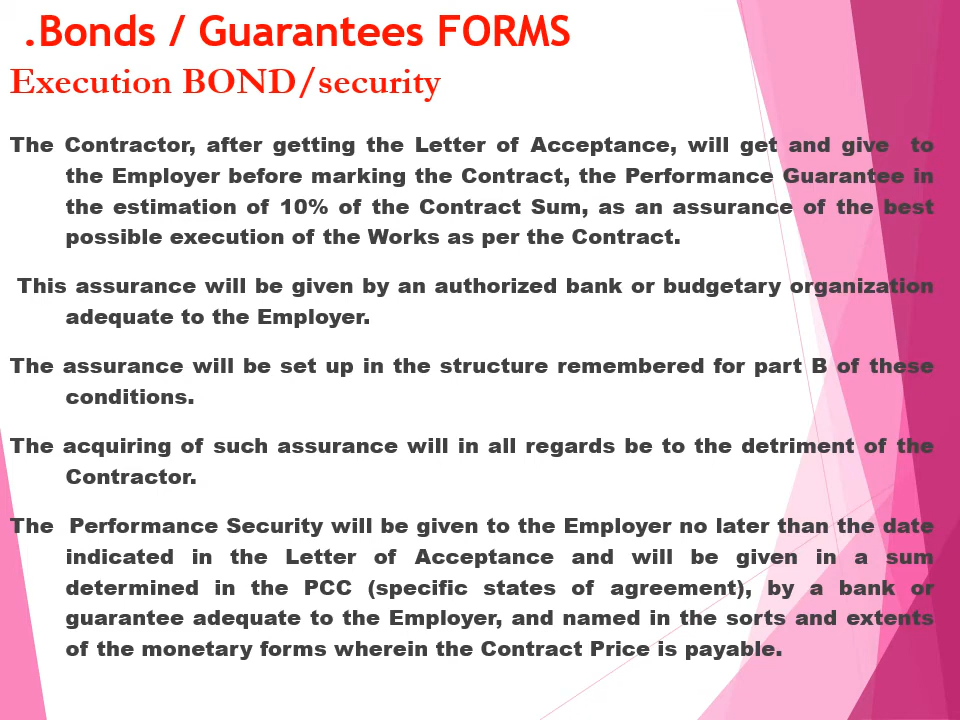 .Bonds / Guarantees FORMS
Execution BOND/security
The Contractor, after getting the Letter of Acceptance, will get and give to
the Employer before marking the Contract, the Performance Guarantee in
the estimation of 10% of the Contract Sum, as an assurance of the best
possible execution of the Works as per the Contract.
This assurance will be given by an authorized bank or budgetary organization
adequate to the Employer.
The assurance will be set up in the structure remembered for part B of these
conditions.
The acquiring of such assurance will in all regards be to the detriment of the
Contractor.
The Performance Security will be given to the Employer no later than the date
indicated in the Letter of Acceptance and will be given in a sum
determined in the PCC (specific states of agreement), by a bank or
guarantee adequate to the Employer, and named in the sorts and extents
of the monetary forms wherein the Contract Price is payable.